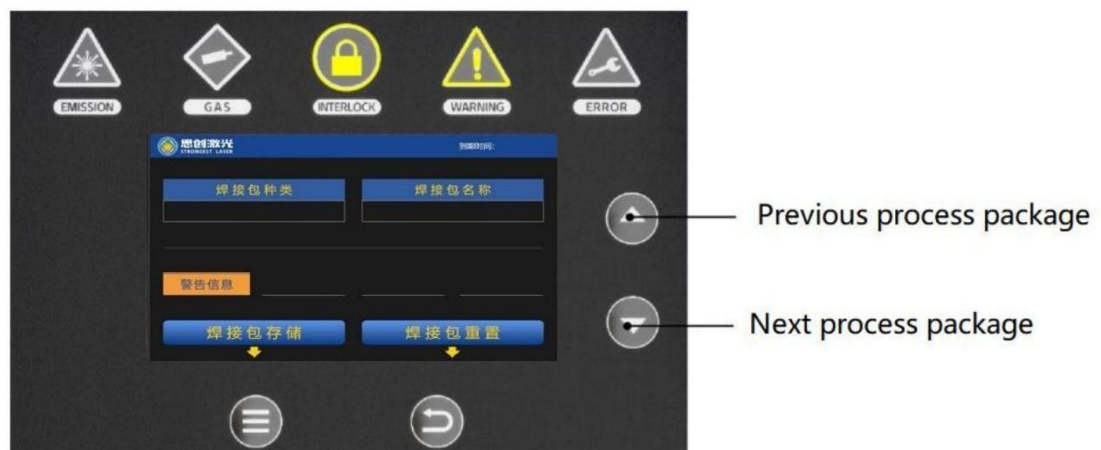 EMISSION GAS INTERLOCK WARNING ERROR
思创激光 到期时间:
STRONGEST LASER
焊接包种类 焊接包名称
Previous process package
警告信息
Next process package
焊接包存储 焊接包重置